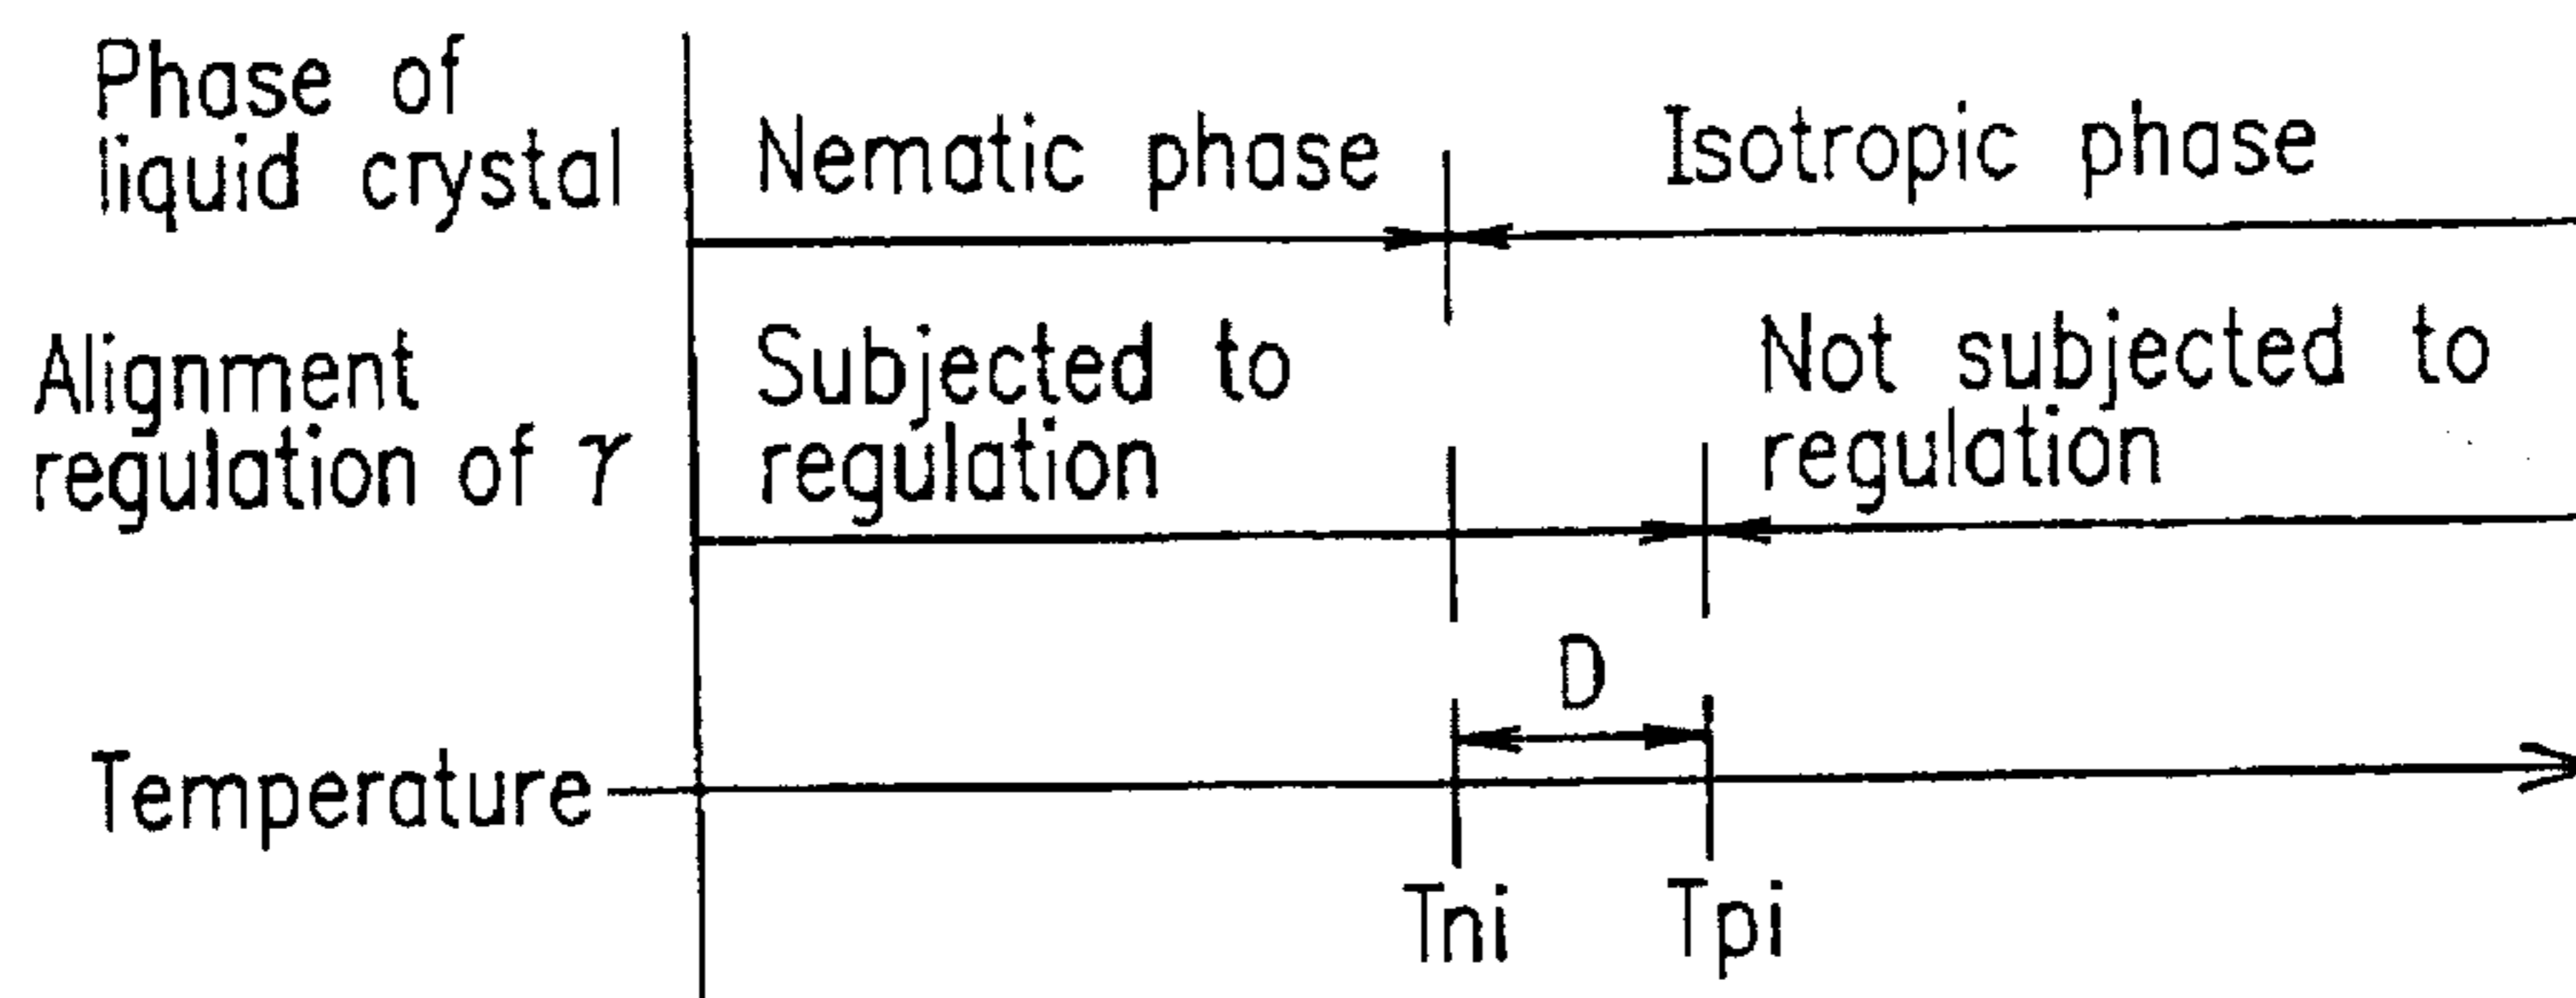 Phase of
liquid crystal
Nematic phase
Isotropic phase
Alignment
regulation of γ
Subjected to
regulation
Not subjected to
regulation
D
Temperature
Tni
Tpi